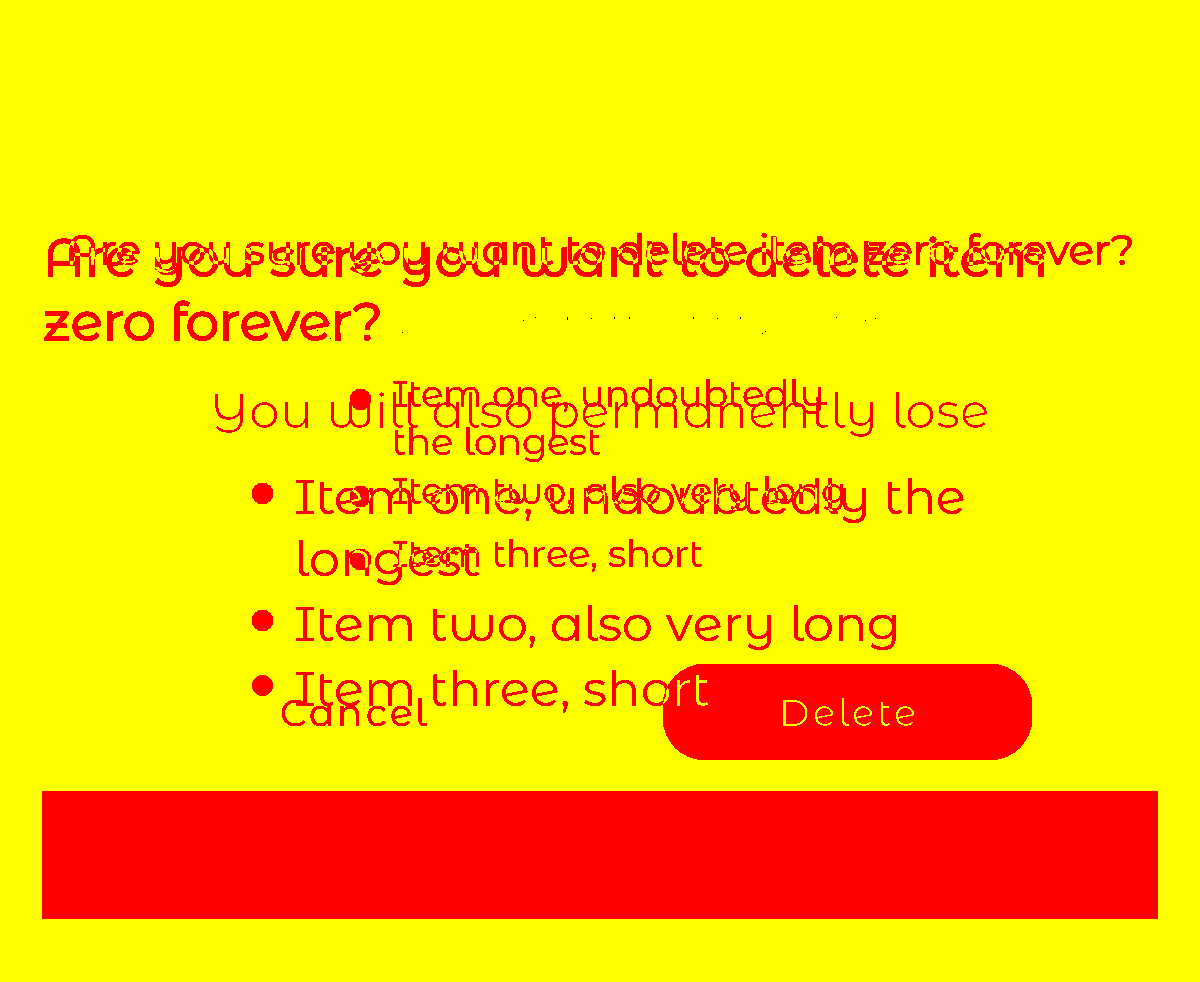 Are you sure you want to delete item zero forever?
Are you sure you want to delete item
zero forever?
Item one, undoubtedly
the longest
You will also permanently lose
Item two, also very long
Item one, undoubtedly the
longest
Item three, short
Item two, also very long
Item three, short
Cancel
Delete